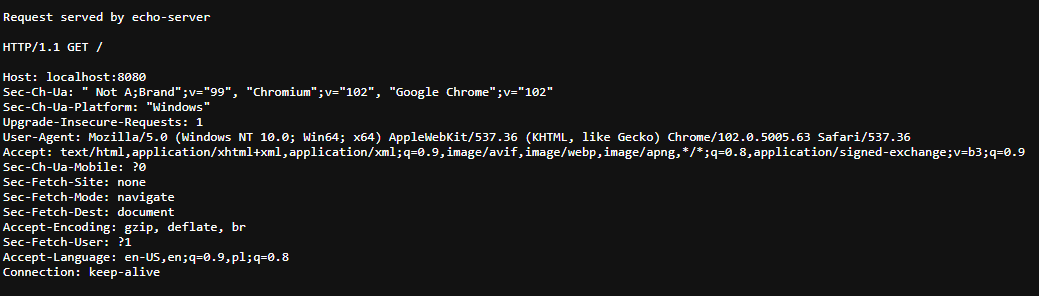 Request served by echo-server
HTTP/1.1 GET /
Host: localhost:8080
Sec-Ch-Ua: " Not A;Brand";v="99", "Chromium";v="102", "Google Chrome";v="102"
Sec-Ch-Ua-Platform: "Windows"
Upgrade-Insecure-Requests: 1
User-Agent: Mozilla/5.0 (Windows NT 10.0; Win64; x64) AppleWebKit/537.36 (KHTML, like Gecko) Chrome/102.0.5005.63 Safari/537.36
Accept: text/html,application/xhtml+xml,application/xml;q=0.9,image/avif,image/webp,image/apng,*/*;q=0.8,application/signed-exchange;v=b3;q=0.9
Sec-Ch-Ua-Mobile: ?0
Sec-Fetch-Site: none
Sec-Fetch-Mode: navigate
Sec-Fetch-Dest: document
Accept-Encoding: gzip, deflate, br
Sec-Fetch-User: ?1
Accept-Language: en-US,en;q=0.9,pl;q=0.8
Connection: keep-alive